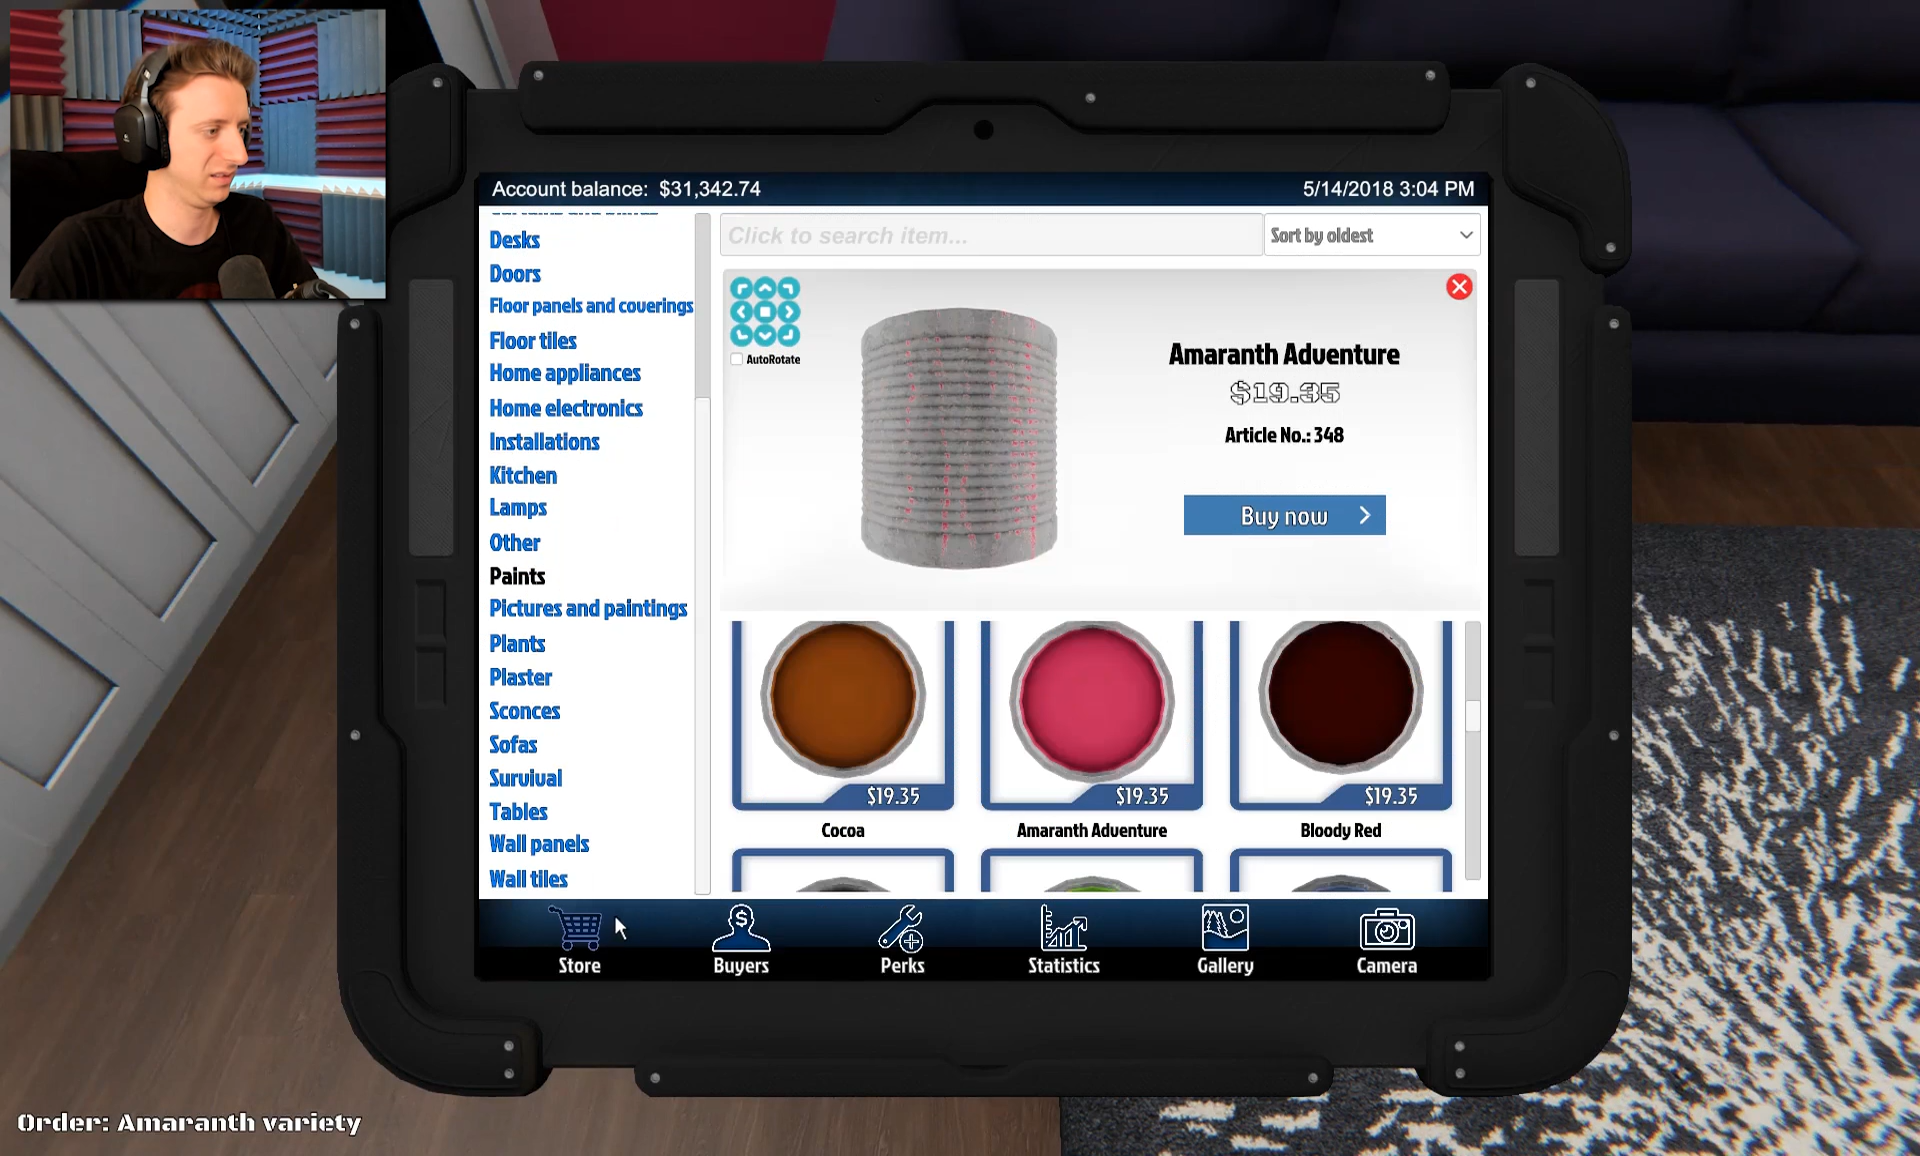 Account balance: $31,342.74
5/14/2018 3:04 PM
Desks
Doors
Floor panels and coverings
Floor tiles
Home appliances
Home electronics
Installations
Kitchen
Lamps
Other
Paints
Pictures and paintings
Plants
Plaster
Sconces
Sofas
Survival
Tables
Wall panels
Wall tiles
Click to search item...
Sort by oldest
AutoRotate
Amaranth Adventure
$19.35
Article No.: 348
Buy now
$19.35
$19.35
$19.35
Cocoa
Amaranth Adventure
Bloody Red
Store
Buyers
Perks
Statistics
Gallery
Camera
Order: Amaranth variety